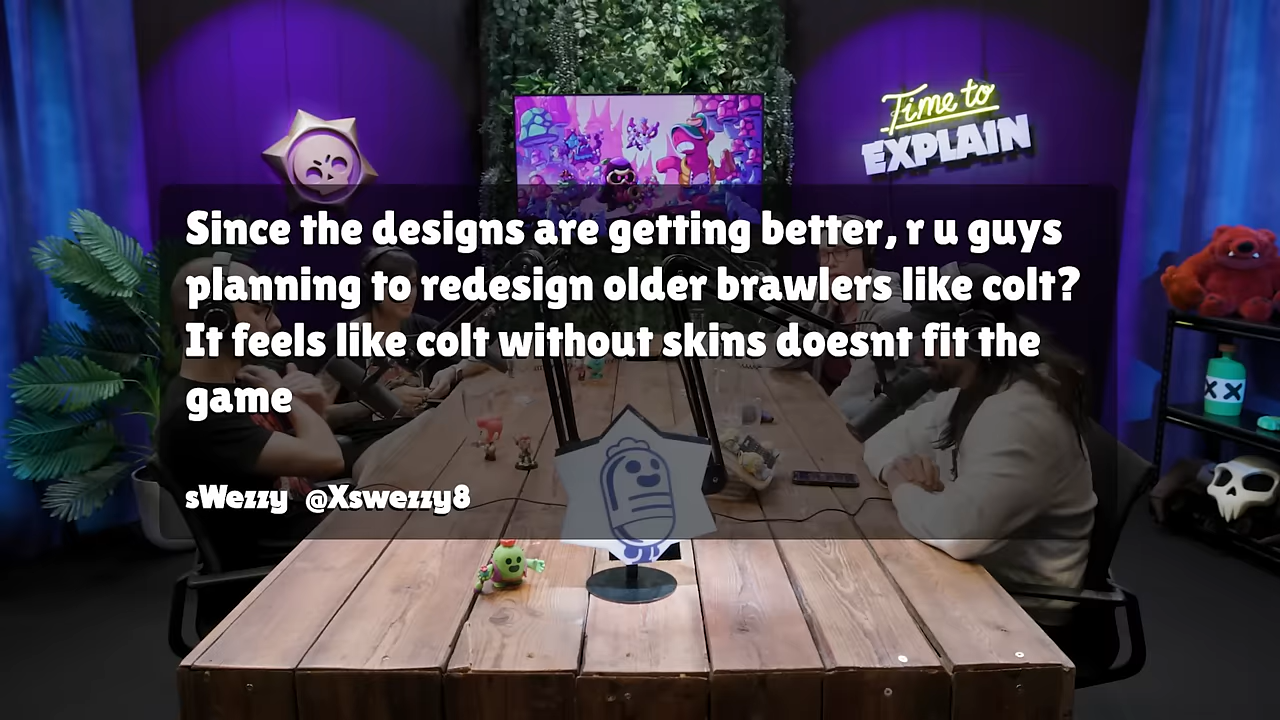 Time to
EXPLAIN
Since the designs are getting better, r u guys
planning to redesign older brawlers like colt?
It feels like colt without skins doesnt fit the
game
sWezzy @Xswezzy8